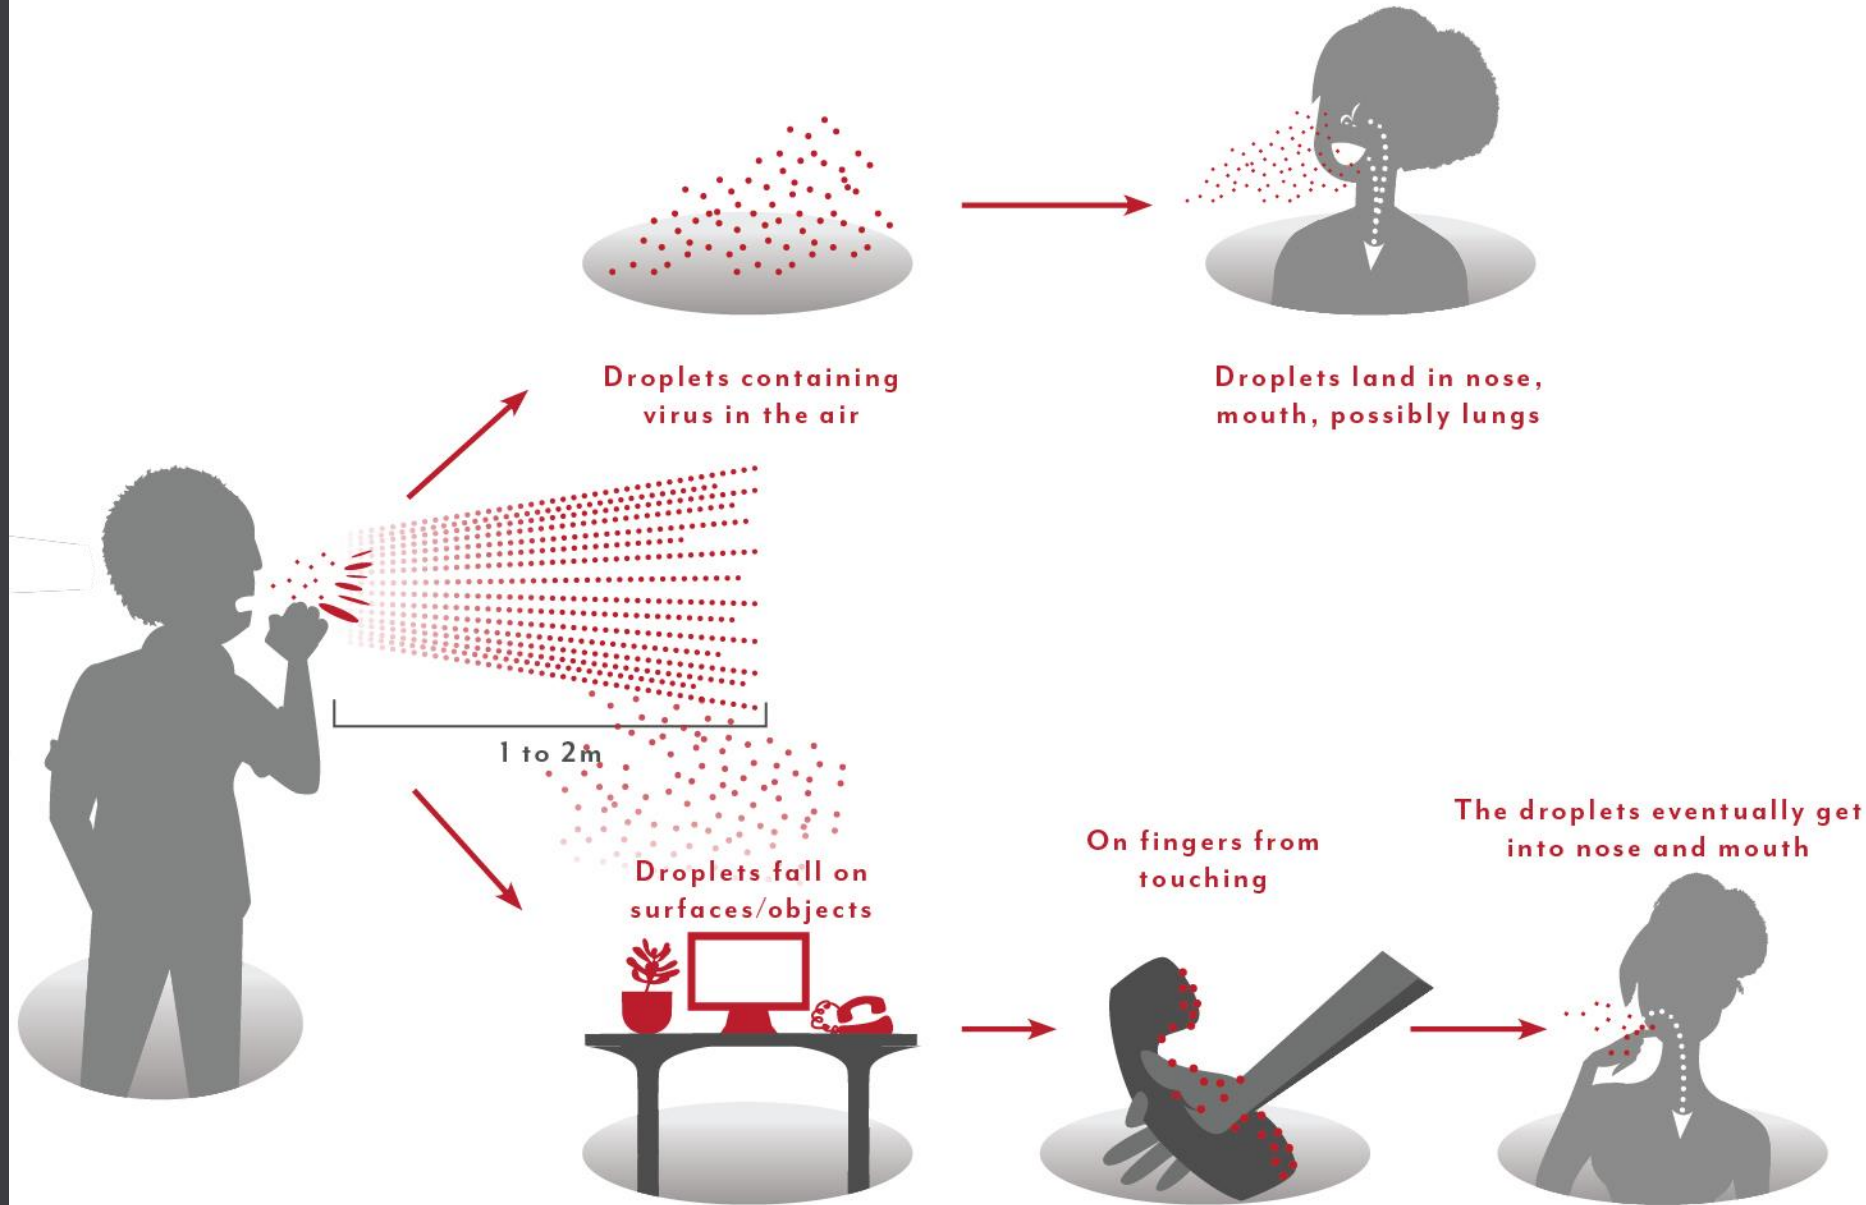 Droplets containing
virus in the air
Droplets land in nose,
mouth, possibly lungs
1 to 2m
Droplets fall on
surfaces/objects
On fingers from
touching
The droplets eventually get
into nose and mouth